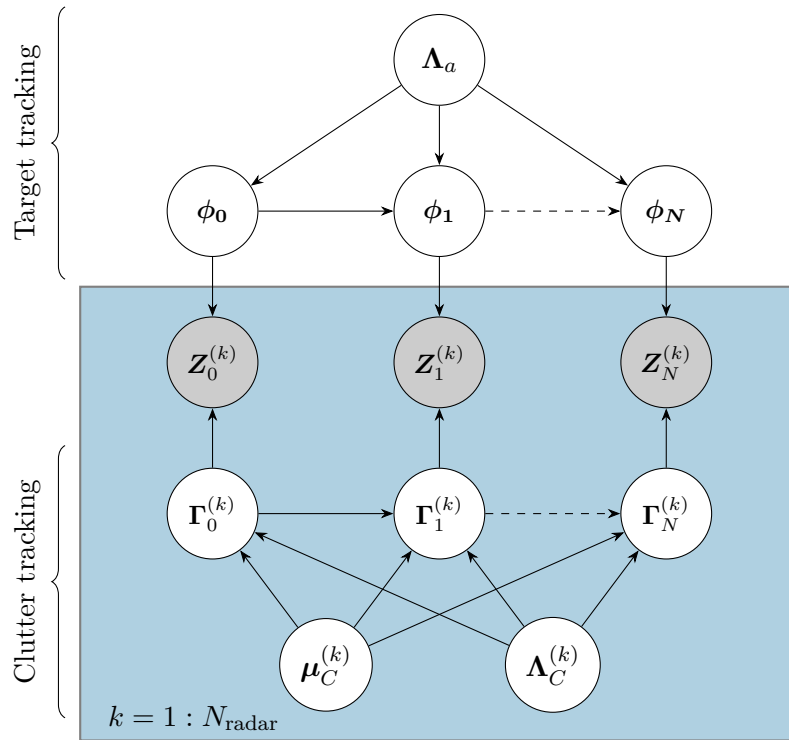 Target tracking
Λ_a
ϕ_0 ϕ_1 ϕ_N
Z_0^{(k)} Z_1^{(k)} Z_N^{(k)}
Clutter tracking
Γ_0^{(k)} Γ_1^{(k)} Γ_N^{(k)}
μ_C^{(k)} Λ_C^{(k)}
k = 1 : N_radar